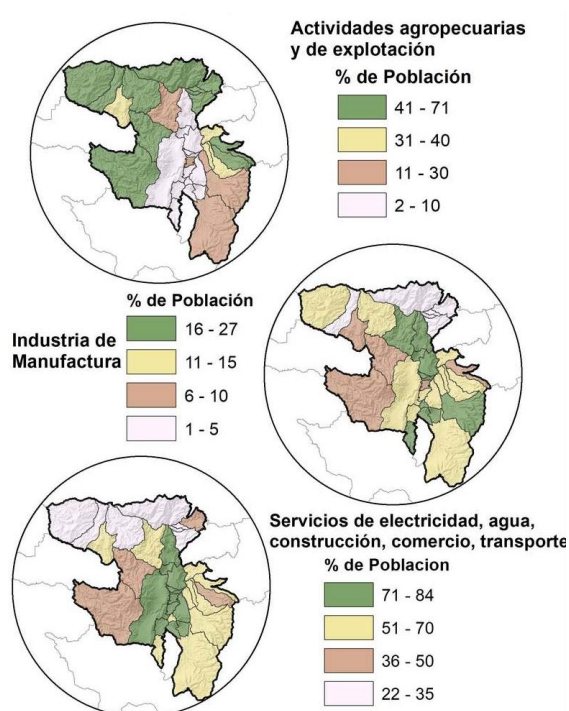 Actividades agropecuarias
y de explotación
% de Población
41 - 71
31 - 40
11 - 30
2 - 10
% de Población
Industria de
Manufactura
16 - 27
11 - 15
6 - 10
1 - 5
Servicios de electricidad, agua,
construcción, comercio, transporte
% de Poblacion
71 - 84
51 - 70
36 - 50
22 - 35